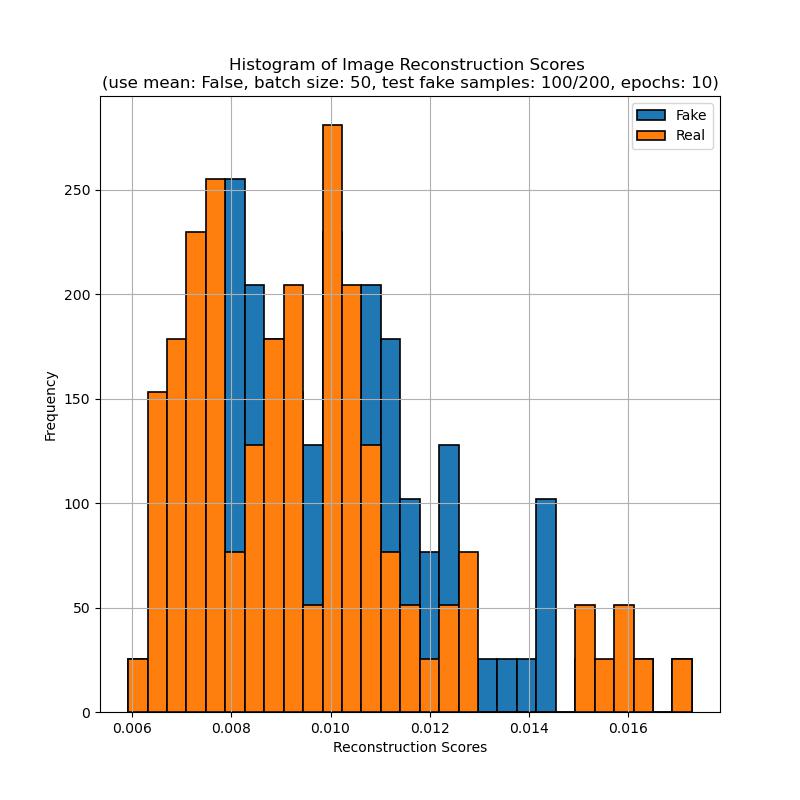 Histogram of Image Reconstruction Scores
(use mean: False, batch size: 50, test fake samples: 100/200, epochs: 10)
Fake
Real
250
200
150
100
50
0
Frequency
0.006 0.008 0.010 0.012 0.014 0.016
Reconstruction Scores